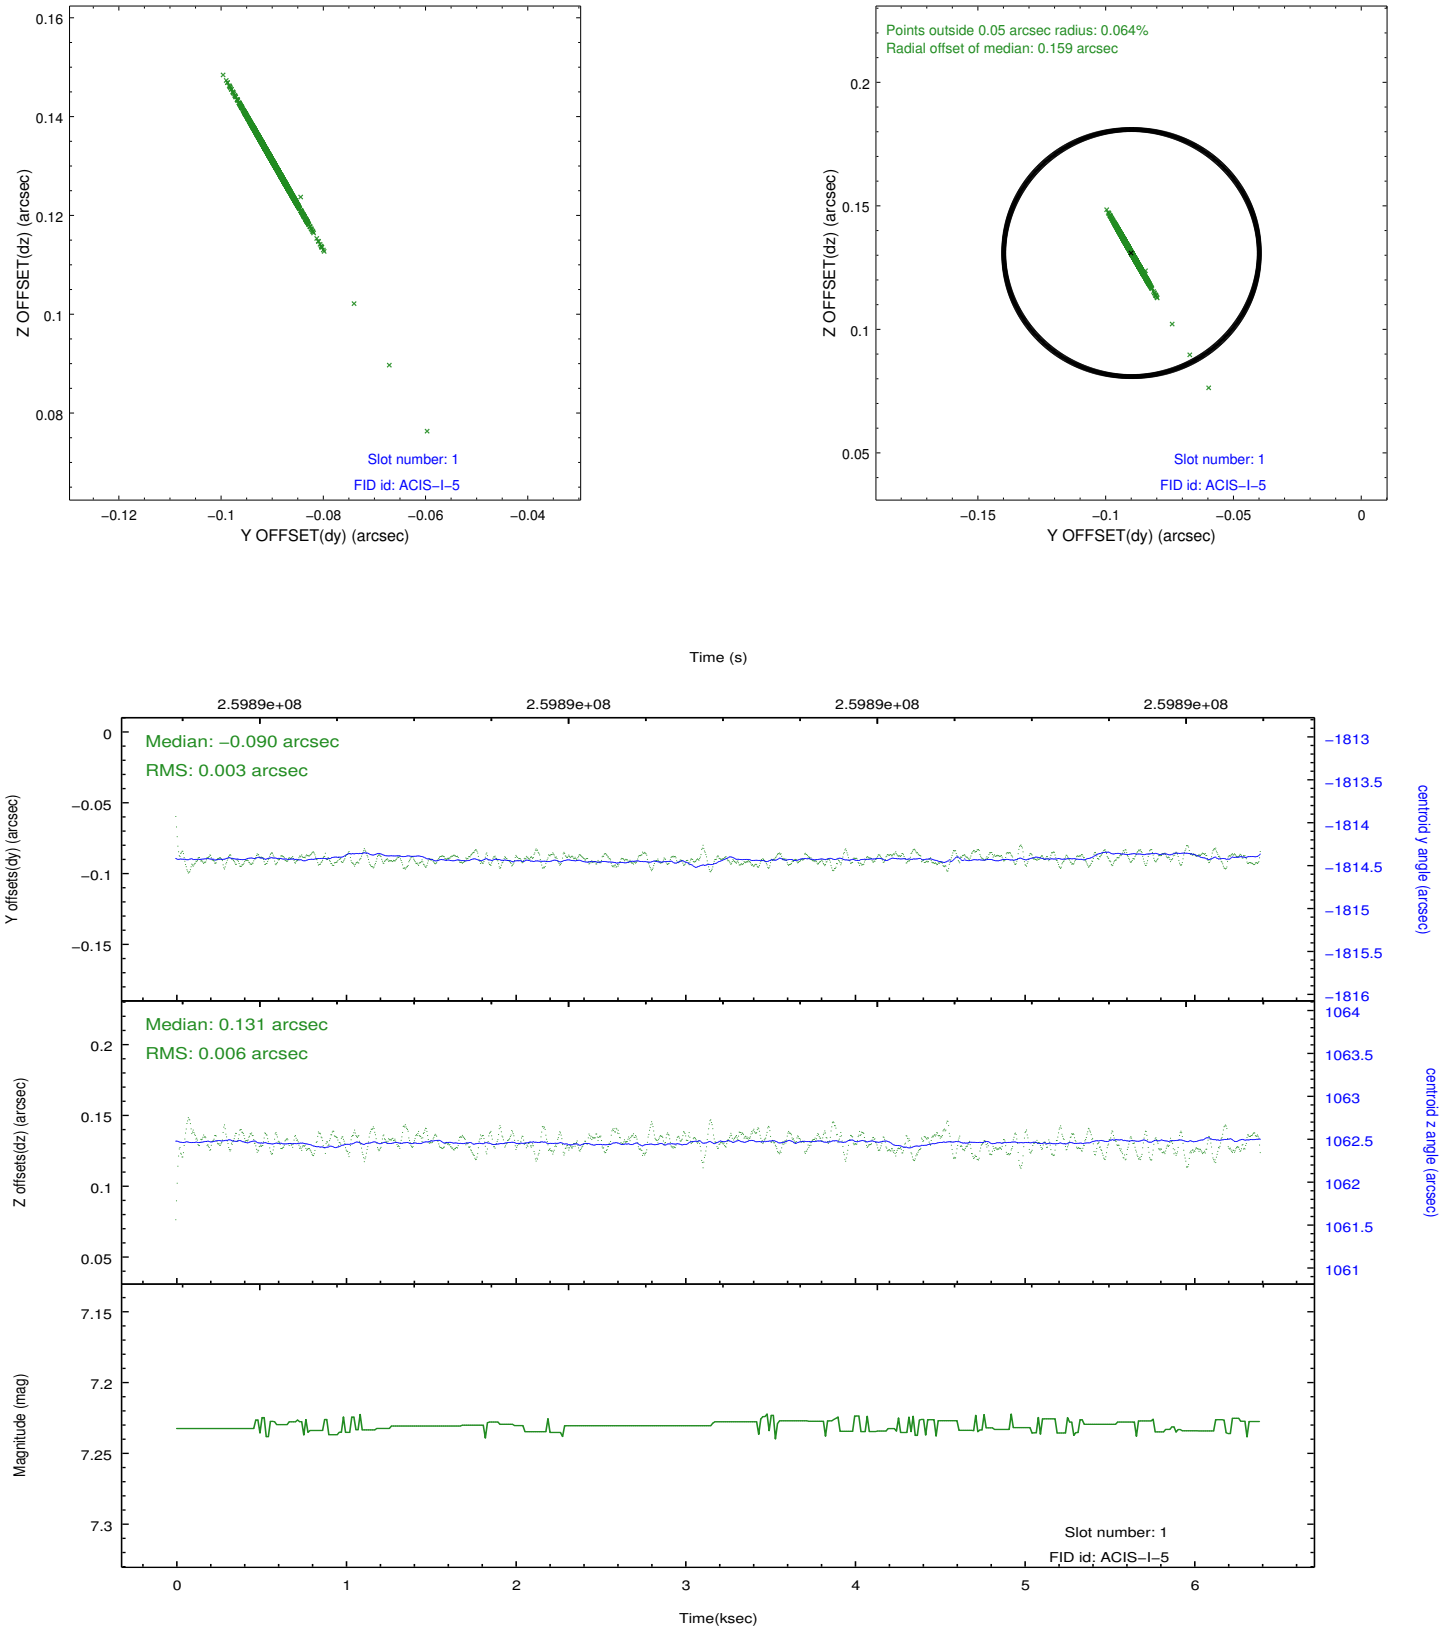 0.16
0.14
0.12
0.1
0.08
Z OFFSET(dz) (arcsec)
−0.12
−0.1
−0.08
−0.06
−0.04
Y OFFSET(dy) (arcsec)
Slot number: 1
FID id: ACIS−I−5
Points outside 0.05 arcsec radius: 0.064%
Radial offset of median: 0.159 arcsec
0.2
0.15
0.1
0.05
Z OFFSET(dz) (arcsec)
−0.15
−0.1
−0.05
0
Y OFFSET(dy) (arcsec)
Slot number: 1
FID id: ACIS−I−5
Time (s)
2.5989e+08
2.5989e+08
2.5989e+08
2.5989e+08
Median: −0.090 arcsec
RMS: 0.003 arcsec
0
−0.05
−0.1
−0.15
Y offsets(dy) (arcsec)
−1813
−1813.5
−1814
−1814.5
−1815
−1815.5
−1816
centroid y angle (arcsec)
Median: 0.131 arcsec
RMS: 0.006 arcsec
0.2
0.15
0.1
0.05
Z offsets(dz) (arcsec)
1064
1063.5
1063
1062.5
1062
1061.5
1061
centroid z angle (arcsec)
7.15
7.2
7.25
7.3
Magnitude (mag)
Slot number: 1
FID id: ACIS−I−5
0
1
2
3
4
5
6
Time(ksec)